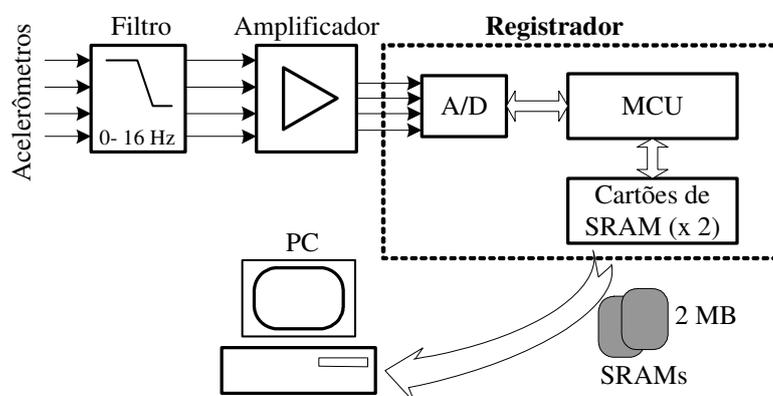 Filtro
Amplificador
Registrador
Acelerômetros
0- 16 Hz
A/D
MCU
Cartões de
SRAM (x 2)
PC
2 MB
SRAMs